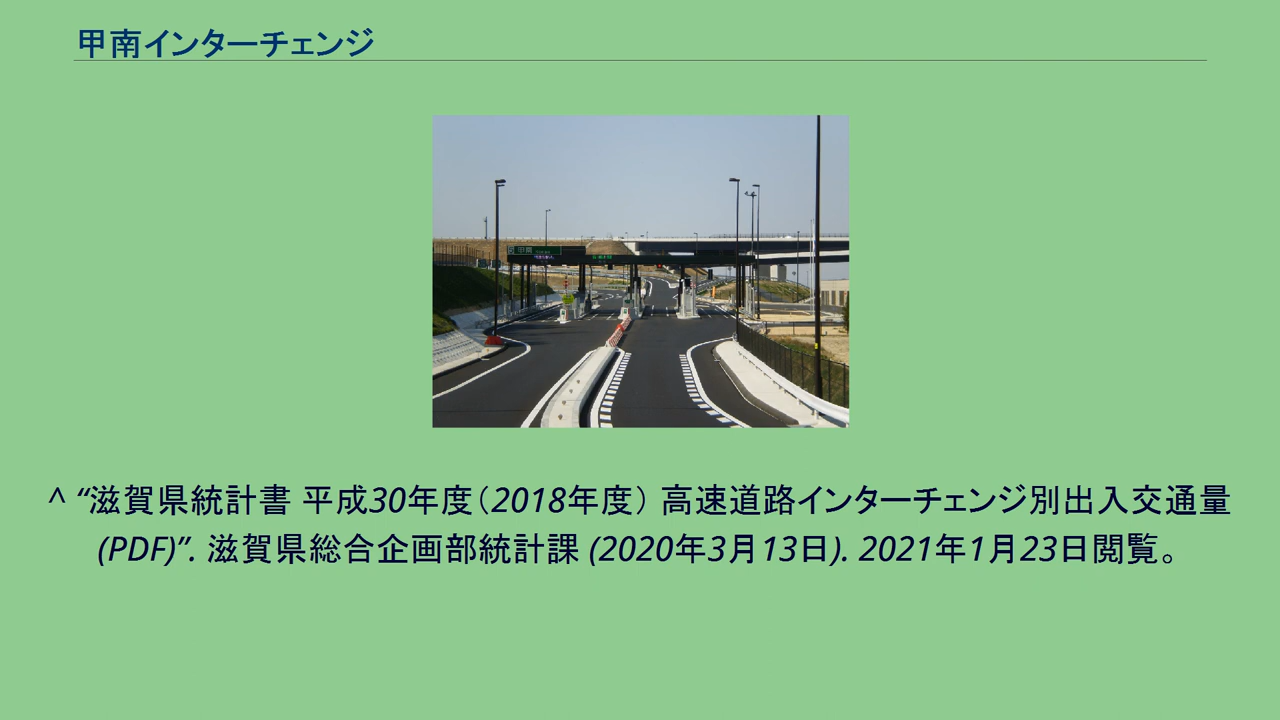 甲南インターチェンジ
甲南
^ “滋賀県統計書 平成30年度（2018年度） 高速道路インターチェンジ別出入交通量
(PDF)”. 滋賀県総合企画部統計課 (2020年3月13日). 2021年1月23日閲覧。